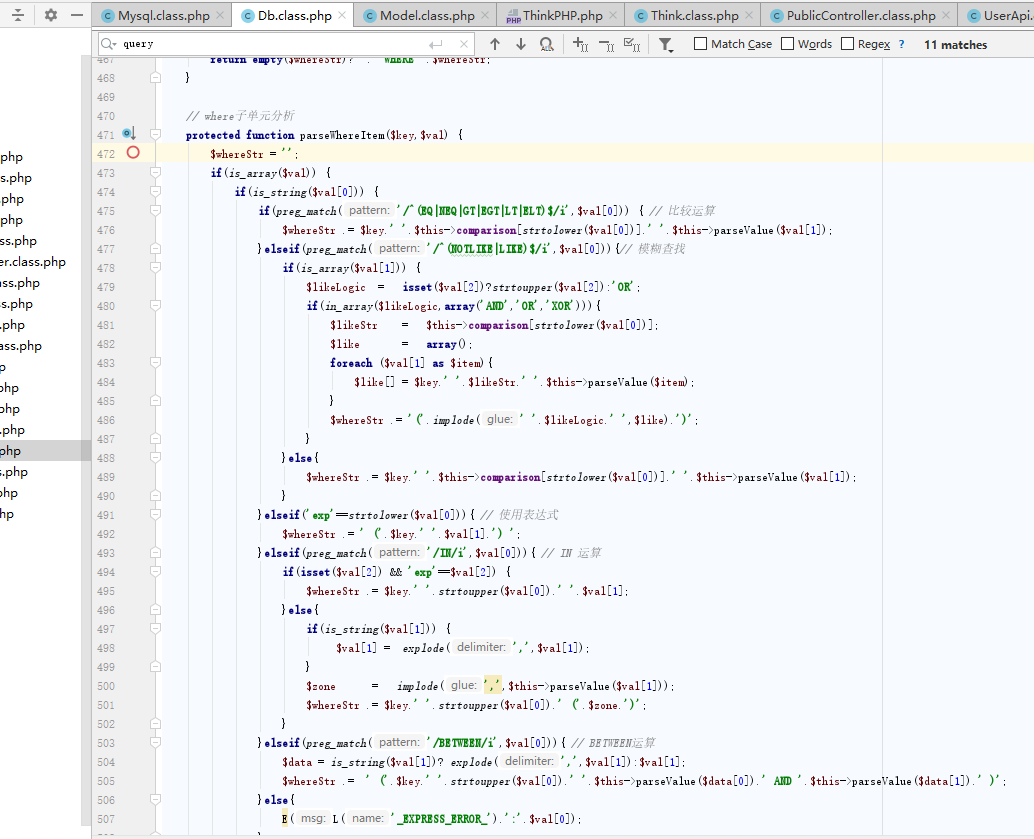 Mysql.class.php Db.class.php Model.class.php ThinkPHP.php Think.class.php PublicController.class.php UserApi.
query Match Case Words Regex ? 11 matches
467 return empty($whereStr)?'':' WHERE '.$whereStr;
468 }
469
470 // where子单元分析
471 protected function parseWhereItem($key,$val) {
472 $whereStr = '';
473 if(is_array($val)) {
474 if(is_string($val[0])) {
475 if(preg_match( pattern: '/^(EQ|NEQ|GT|EGT|LT|ELT)$/i',$val[0])) { // 比较运算
476 $whereStr .= $key.' '.$this->comparison[strtolower($val[0])].' '.$this->parseValue($val[1]);
477 }elseif(preg_match( pattern: '/^(NOTLIKE|LIKE)$/i',$val[0])){// 模糊查找
478 if(is_array($val[1])) {
479 $likeLogic = isset($val[2])?strtoupper($val[2]):'OR';
480 if(in_array($likeLogic,array('AND','OR','XOR'))){
481 $likeStr = $this->comparison[strtolower($val[0])];
482 $like = array();
483 foreach ($val[1] as $item){
484 $like[] = $key.' '.$likeStr.' '.$this->parseValue($item);
485 }
486 $whereStr .='('.implode( glue: ' '.$likeLogic.' ',$like).')';
487 }
488 }else{
489 $whereStr .= $key.' '.$this->comparison[strtolower($val[0])].' '.$this->parseValue($val[1]);
490 }
491 }elseif('exp'==strtolower($val[0])){ // 使用表达式
492 $whereStr .= ' ('.$key.' '.$val[1].') ';
493 }elseif(preg_match( pattern: '/IN/i',$val[0])){ // IN 运算
494 if(isset($val[2]) && 'exp'==$val[2]) {
495 $whereStr .= $key.' '.strtoupper($val[0]).' '.$val[1];
496 }else{
497 if(is_string($val[1])) {
498 $val[1] = explode( delimiter: ',',$val[1]);
499 }
500 $zone = implode( glue: ',',$this->parseValue($val[1]));
501 $whereStr .= $key.' '.strtoupper($val[0]).' ('.$zone.')';
502 }
503 }elseif(preg_match( pattern: '/BETWEEN/i',$val[0])){ // BETWEEN运算
504 $data = is_string($val[1])? explode( delimiter: ',',$val[1]):$val[1];
505 $whereStr .= ' ('.$key.' '.strtoupper($val[0]).' '.$this->parseValue($data[0]).' AND '.$this->parseValue($data[1]).' )';
506 }else{
507 E( msg: L( name: '_EXPRESS_ERROR_').':'.$val[0]);
php
s.php
.php
php
ss.php
er.class.php
ass.php
s.php
.php
ass.php
p
hp
php
.php
php
s.php
hp
hp